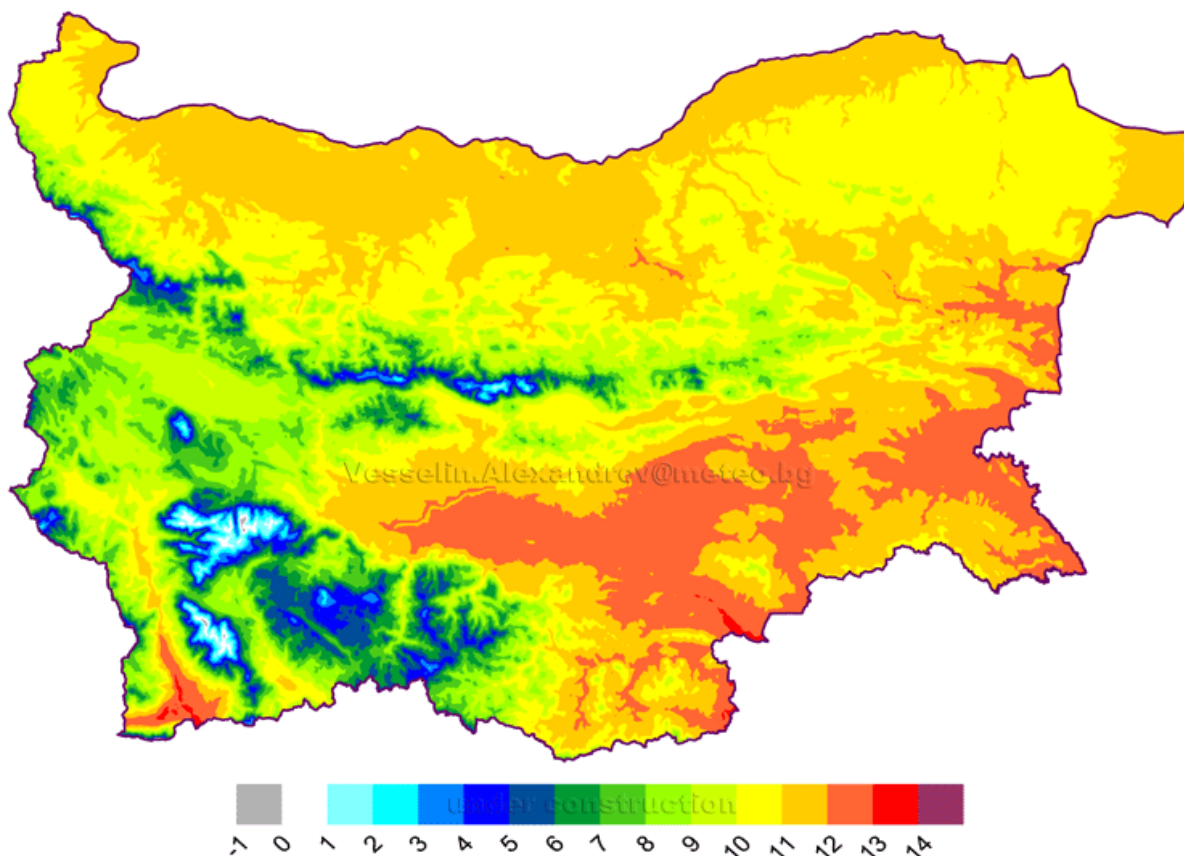 Vesselin.Alexandrov@meteo.bg
under construction
-1 0 1 2 3 4 5 6 7 8 9 10 11 12 13 14